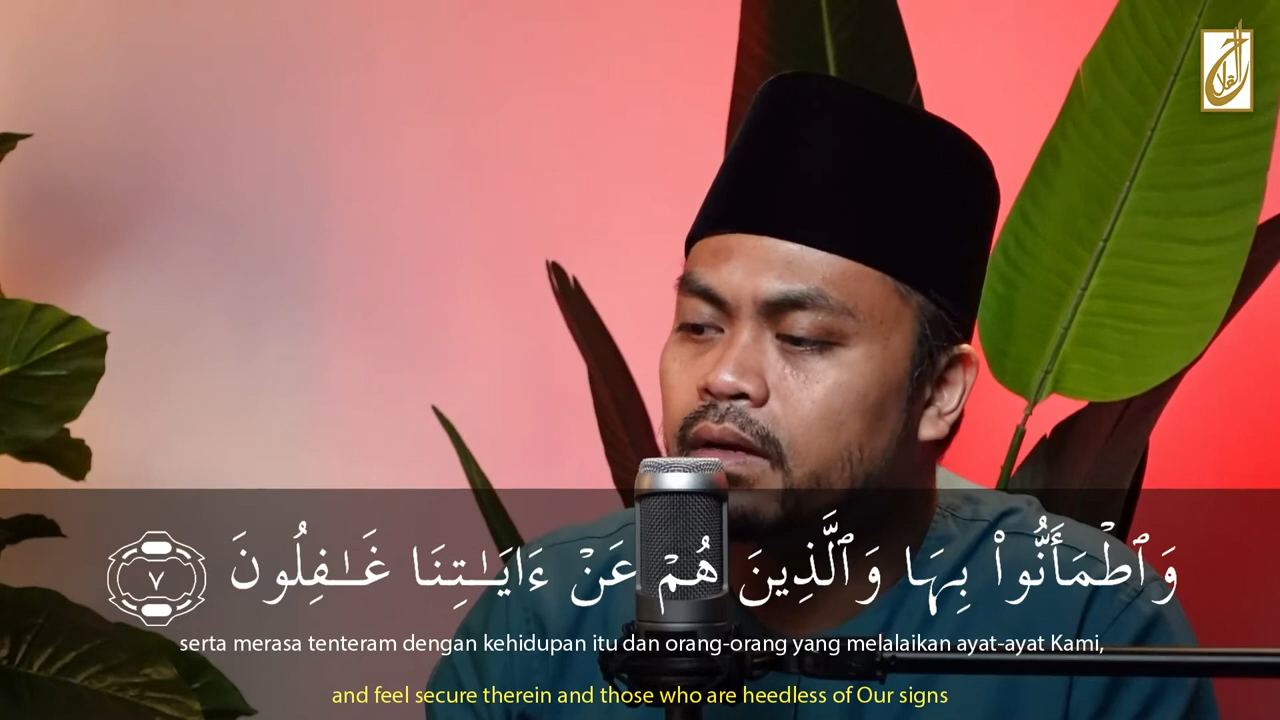 العلا
وَٱطْمَأَنُّوا۟ بِهَا وَٱلَّذِينَ هُمْ عَنْ ءَايَـٰتِنَا غَـٰفِلُونَ ٧
serta merasa tenteram dengan kehidupan itu dan orang-orang yang melalaikan ayat-ayat Kami,
and feel secure therein and those who are heedless of Our signs